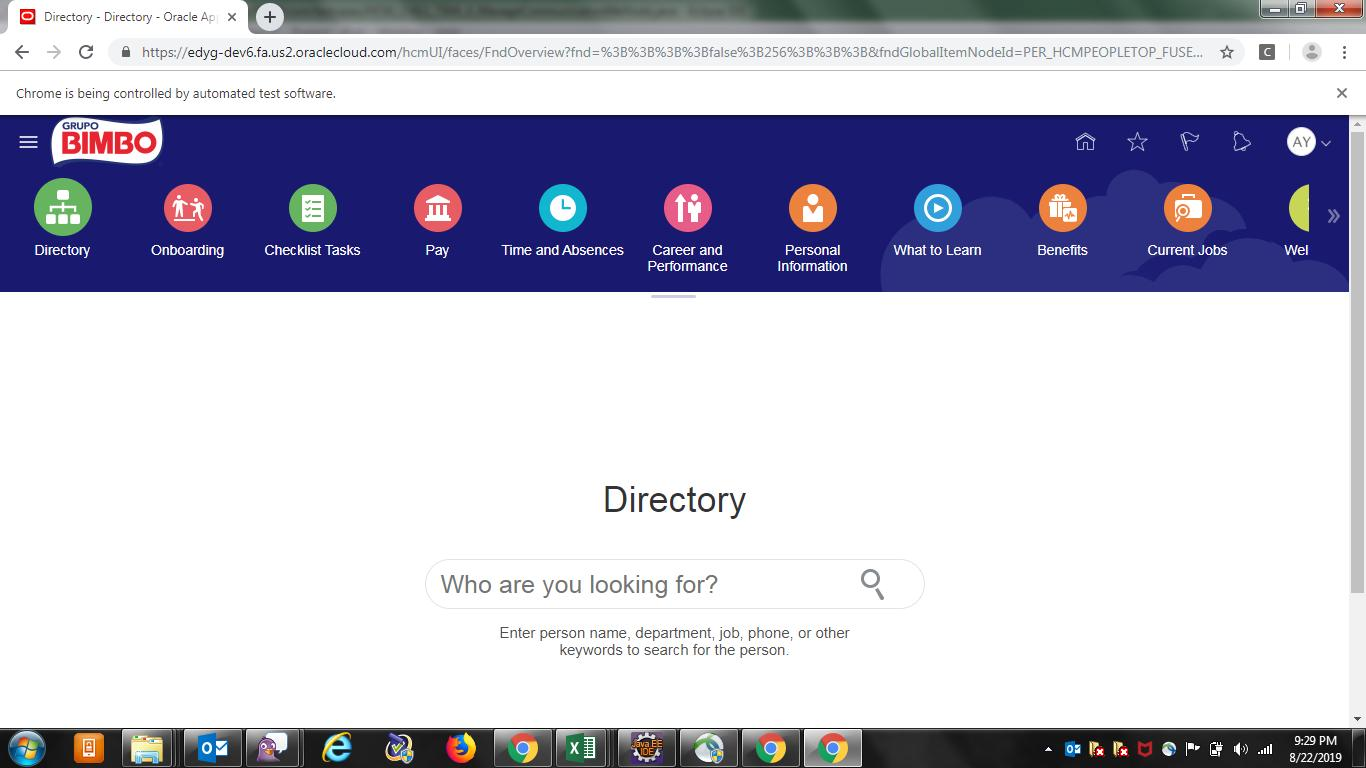 Directory - Directory - Oracle Ap
https://edyg-dev6.fa.us2.oraclecloud.com/hcmUI/faces/FndOverview?fnd=%3B%3B%3B%3Bfalse%3B256%3B%3B%3B&fndGlobalItemNodeId=PER_HCMPEOPLETOP_FUSE...
C
Chrome is being controlled by automated test software.
GRUPO
BIMBO
AY
Directory
Onboarding
Checklist Tasks
Pay
Time and Absences
Career and
Performance
Personal
Information
What to Learn
Benefits
Current Jobs
Wel
Directory
Who are you looking for?
Enter person name, department, job, phone, or other
keywords to search for the person.
Java EE
IDE
9:29 PM
8/22/2019